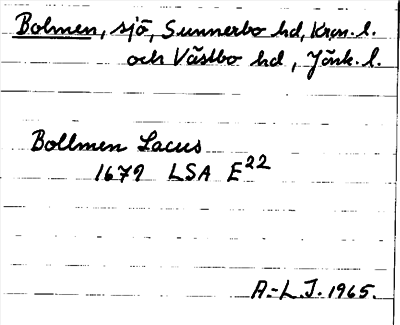 Bolmen, sjö, Sunnerbo hd, Kron. l.
och Västbo hd, Jönk. l.
Bollmen Lacus
1679 LSA E22
A.-L. J. 1965.